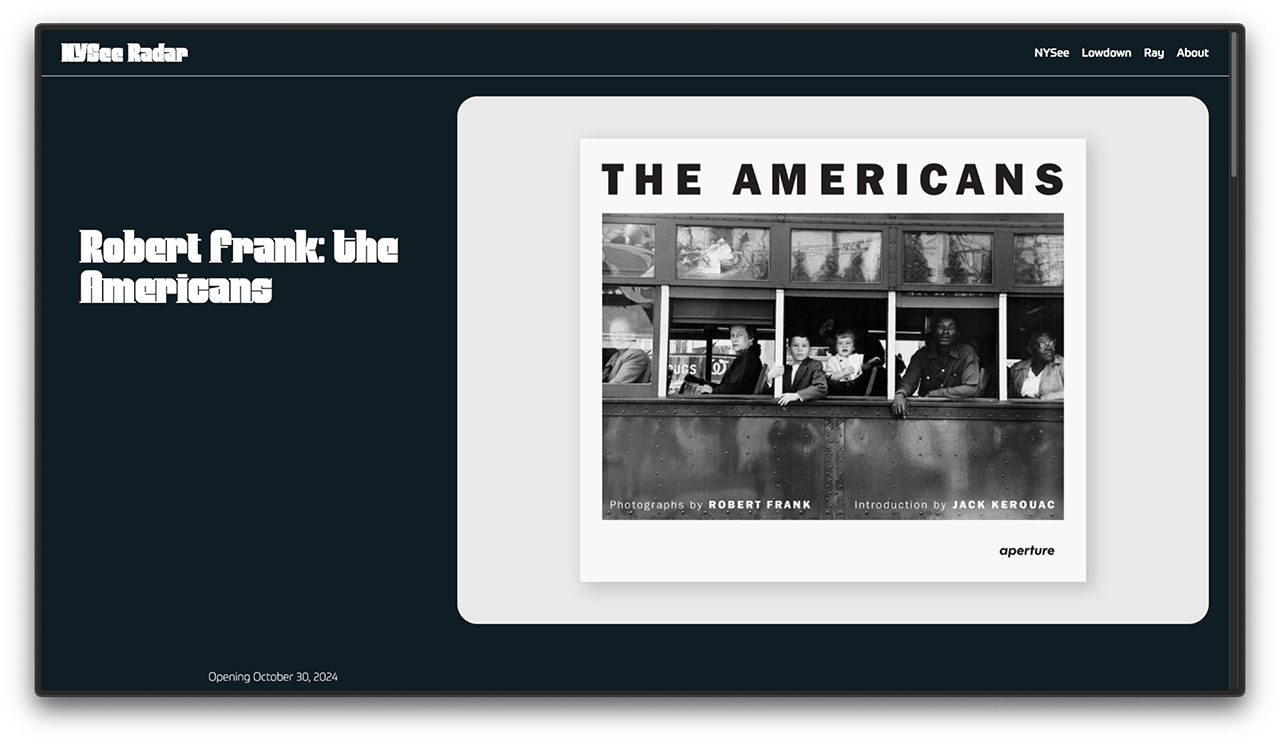 NYSee Radar
NYSee Lowdown Ray About
Robert Frank: the
Americans
THE AMERICANS
UGS
Photographs by ROBERT FRANK
Introduction by JACK KEROUAC
aperture
Opening October 30, 2024